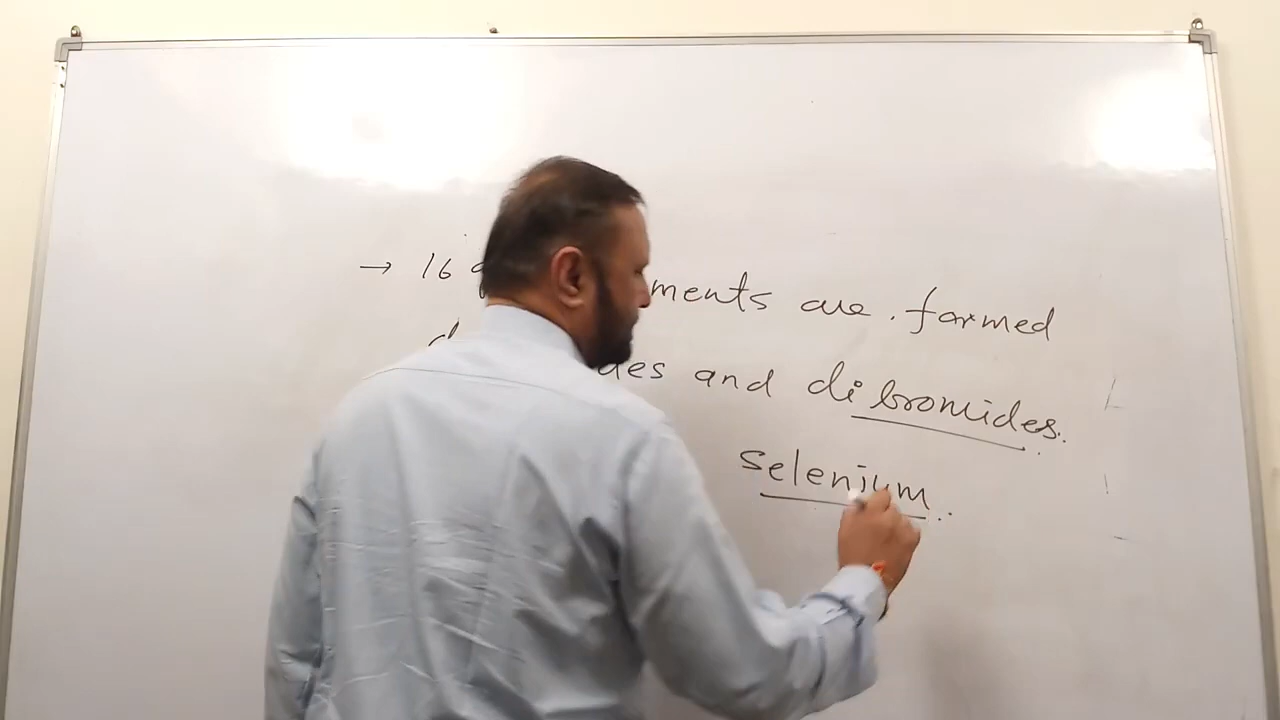 → 16 ments are. formed
des and dibromides.
Selenium.